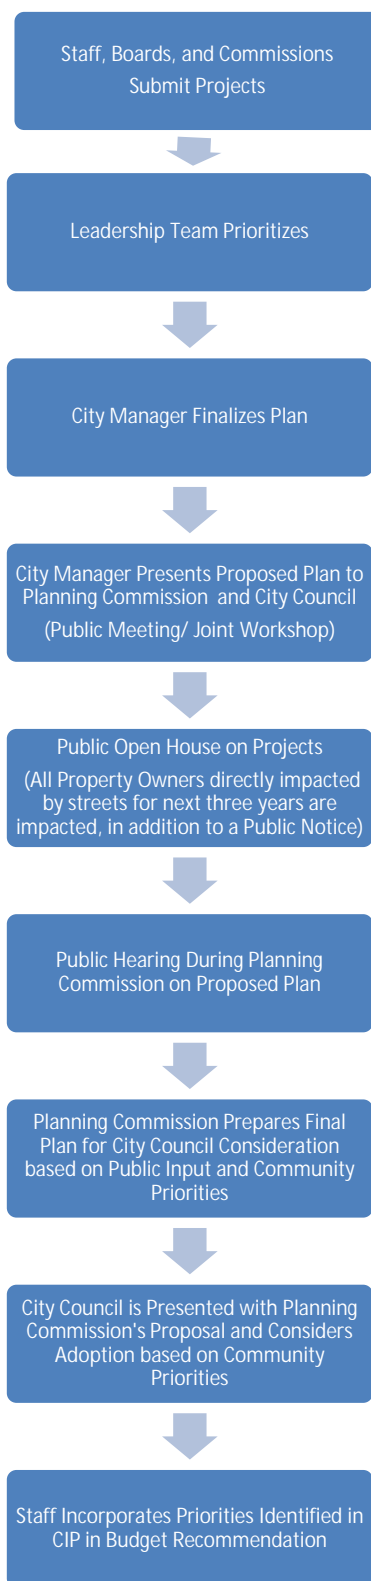 Staff, Boards, and Commissions
Submit Projects
Leadership Team Prioritizes
City Manager Finalizes Plan
City Manager Presents Proposed Plan to
Planning Commission and City Council
(Public Meeting/ Joint Workshop)
Public Open House on Projects
(All Property Owners directly impacted
by streets for next three years are
impacted, in addition to a Public Notice)
Public Hearing During Planning
Commission on Proposed Plan
Planning Commission Prepares Final
Plan for City Council Consideration
based on Public Input and Community
Priorities
City Council is Presented with Planning
Commission's Proposal and Considers
Adoption based on Community
Priorities
Staff Incorporates Priorities Identified in
CIP in Budget Recommendation